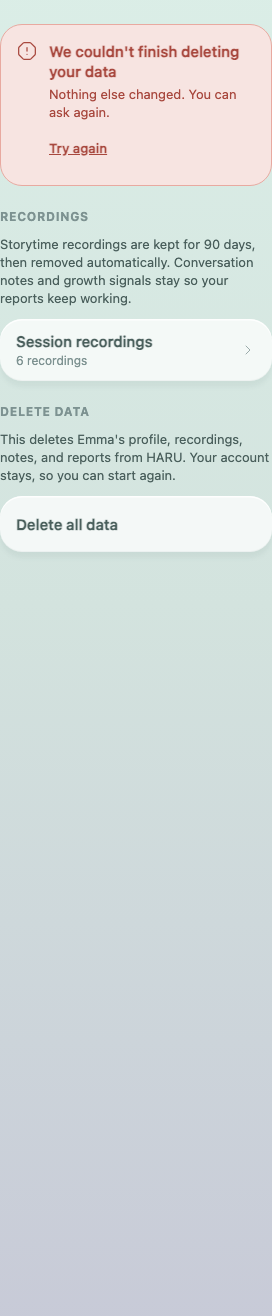 We couldn't finish deleting
your data
Nothing else changed. You can
ask again.
Try again
RECORDINGS
Storytime recordings are kept for 90 days,
then removed automatically. Conversation
notes and growth signals stay so your
reports keep working.
Session recordings
6 recordings
DELETE DATA
This deletes Emma's profile, recordings,
notes, and reports from HARU. Your account
stays, so you can start again.
Delete all data